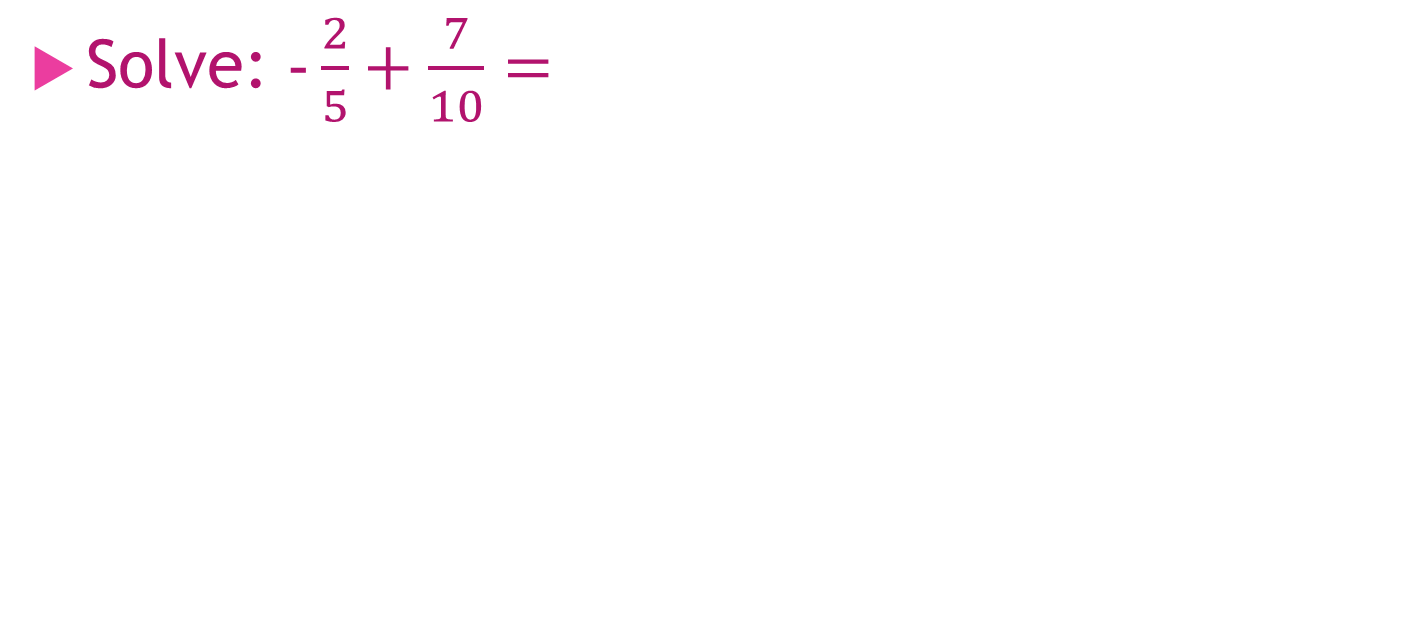 Solve: -2/5 + 7/10 =